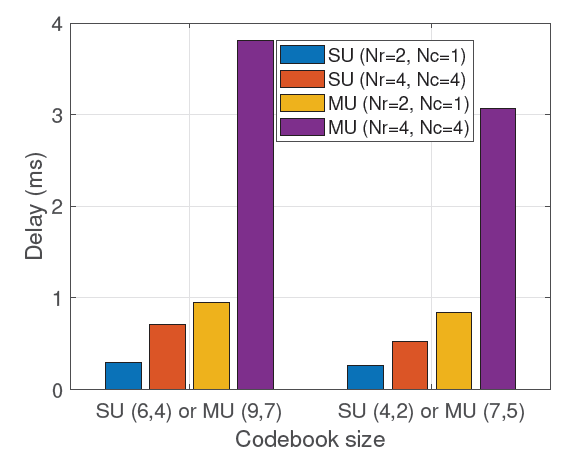 4
3
2
1
0
Delay (ms)
SU (Nr=2, Nc=1)
SU (Nr=4, Nc=4)
MU (Nr=2, Nc=1)
MU (Nr=4, Nc=4)
SU (6,4) or MU (9,7)
SU (4,2) or MU (7,5)
Codebook size